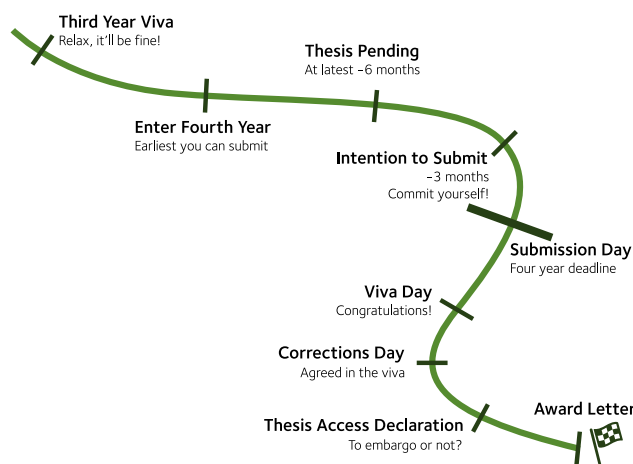 Third Year Viva
Relax, it'll be fine!
Thesis Pending
At latest -6 months
Enter Fourth Year
Earliest you can submit
Intention to Submit
-3 months
Commit yourself!
Submission Day
Four year deadline
Viva Day
Congratulations!
Corrections Day
Agreed in the viva
Award Letter
Thesis Access Declaration
To embargo or not?